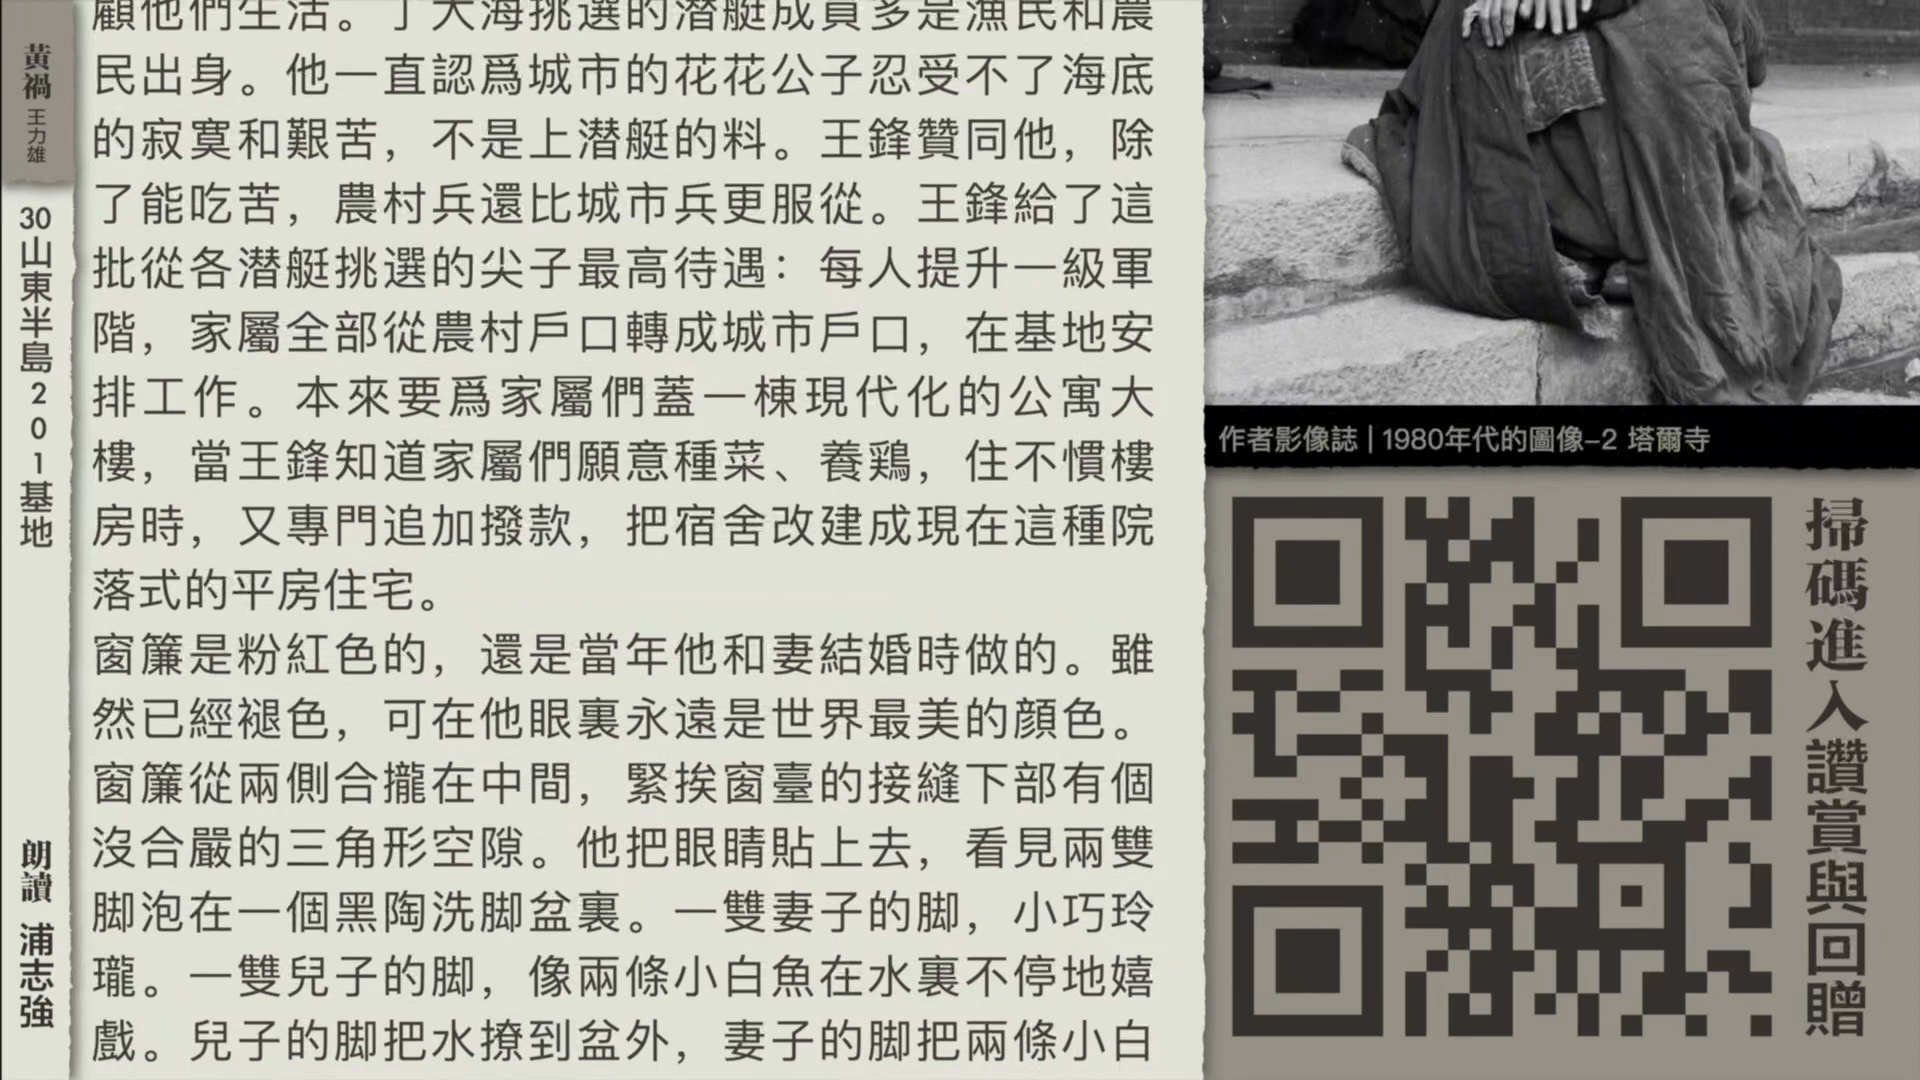 黃禍
王力雄
30山東半島201基地
朗讀 浦志強
顧他們生活。丁大海挑選的潛艇成員多是漁民和農
民出身。他一直認爲城市的花花公子忍受不了海底
的寂寞和艱苦，不是上潛艇的料。王鋒贊同他，除
了能吃苦，農村兵還比城市兵更服從。王鋒給了這
批從各潛艇挑選的尖子最高待遇：每人提升一級軍
階，家屬全部從農村戶口轉成城市戶口，在基地安
排工作。本來要爲家屬們蓋一棟現代化的公寓大
樓，當王鋒知道家屬們願意種菜、養鶏，住不慣樓
房時，又專門追加撥款，把宿舍改建成現在這種院
落式的平房住宅。
窗簾是粉紅色的，還是當年他和妻結婚時做的。雖
然已經褪色，可在他眼裏永遠是世界最美的顔色。
窗簾從兩側合攏在中間，緊挨窗臺的接縫下部有個
沒合嚴的三角形空隙。他把眼睛貼上去，看見兩雙
脚泡在一個黑陶洗脚盆裏。一雙妻子的脚，小巧玲
瓏。一雙兒子的脚，像兩條小白魚在水裏不停地嬉
戲。兒子的脚把水撩到盆外，妻子的脚把兩條小白
作者影像誌｜1980年代的圖像-2 塔爾寺
掃碼進入讚賞與回贈